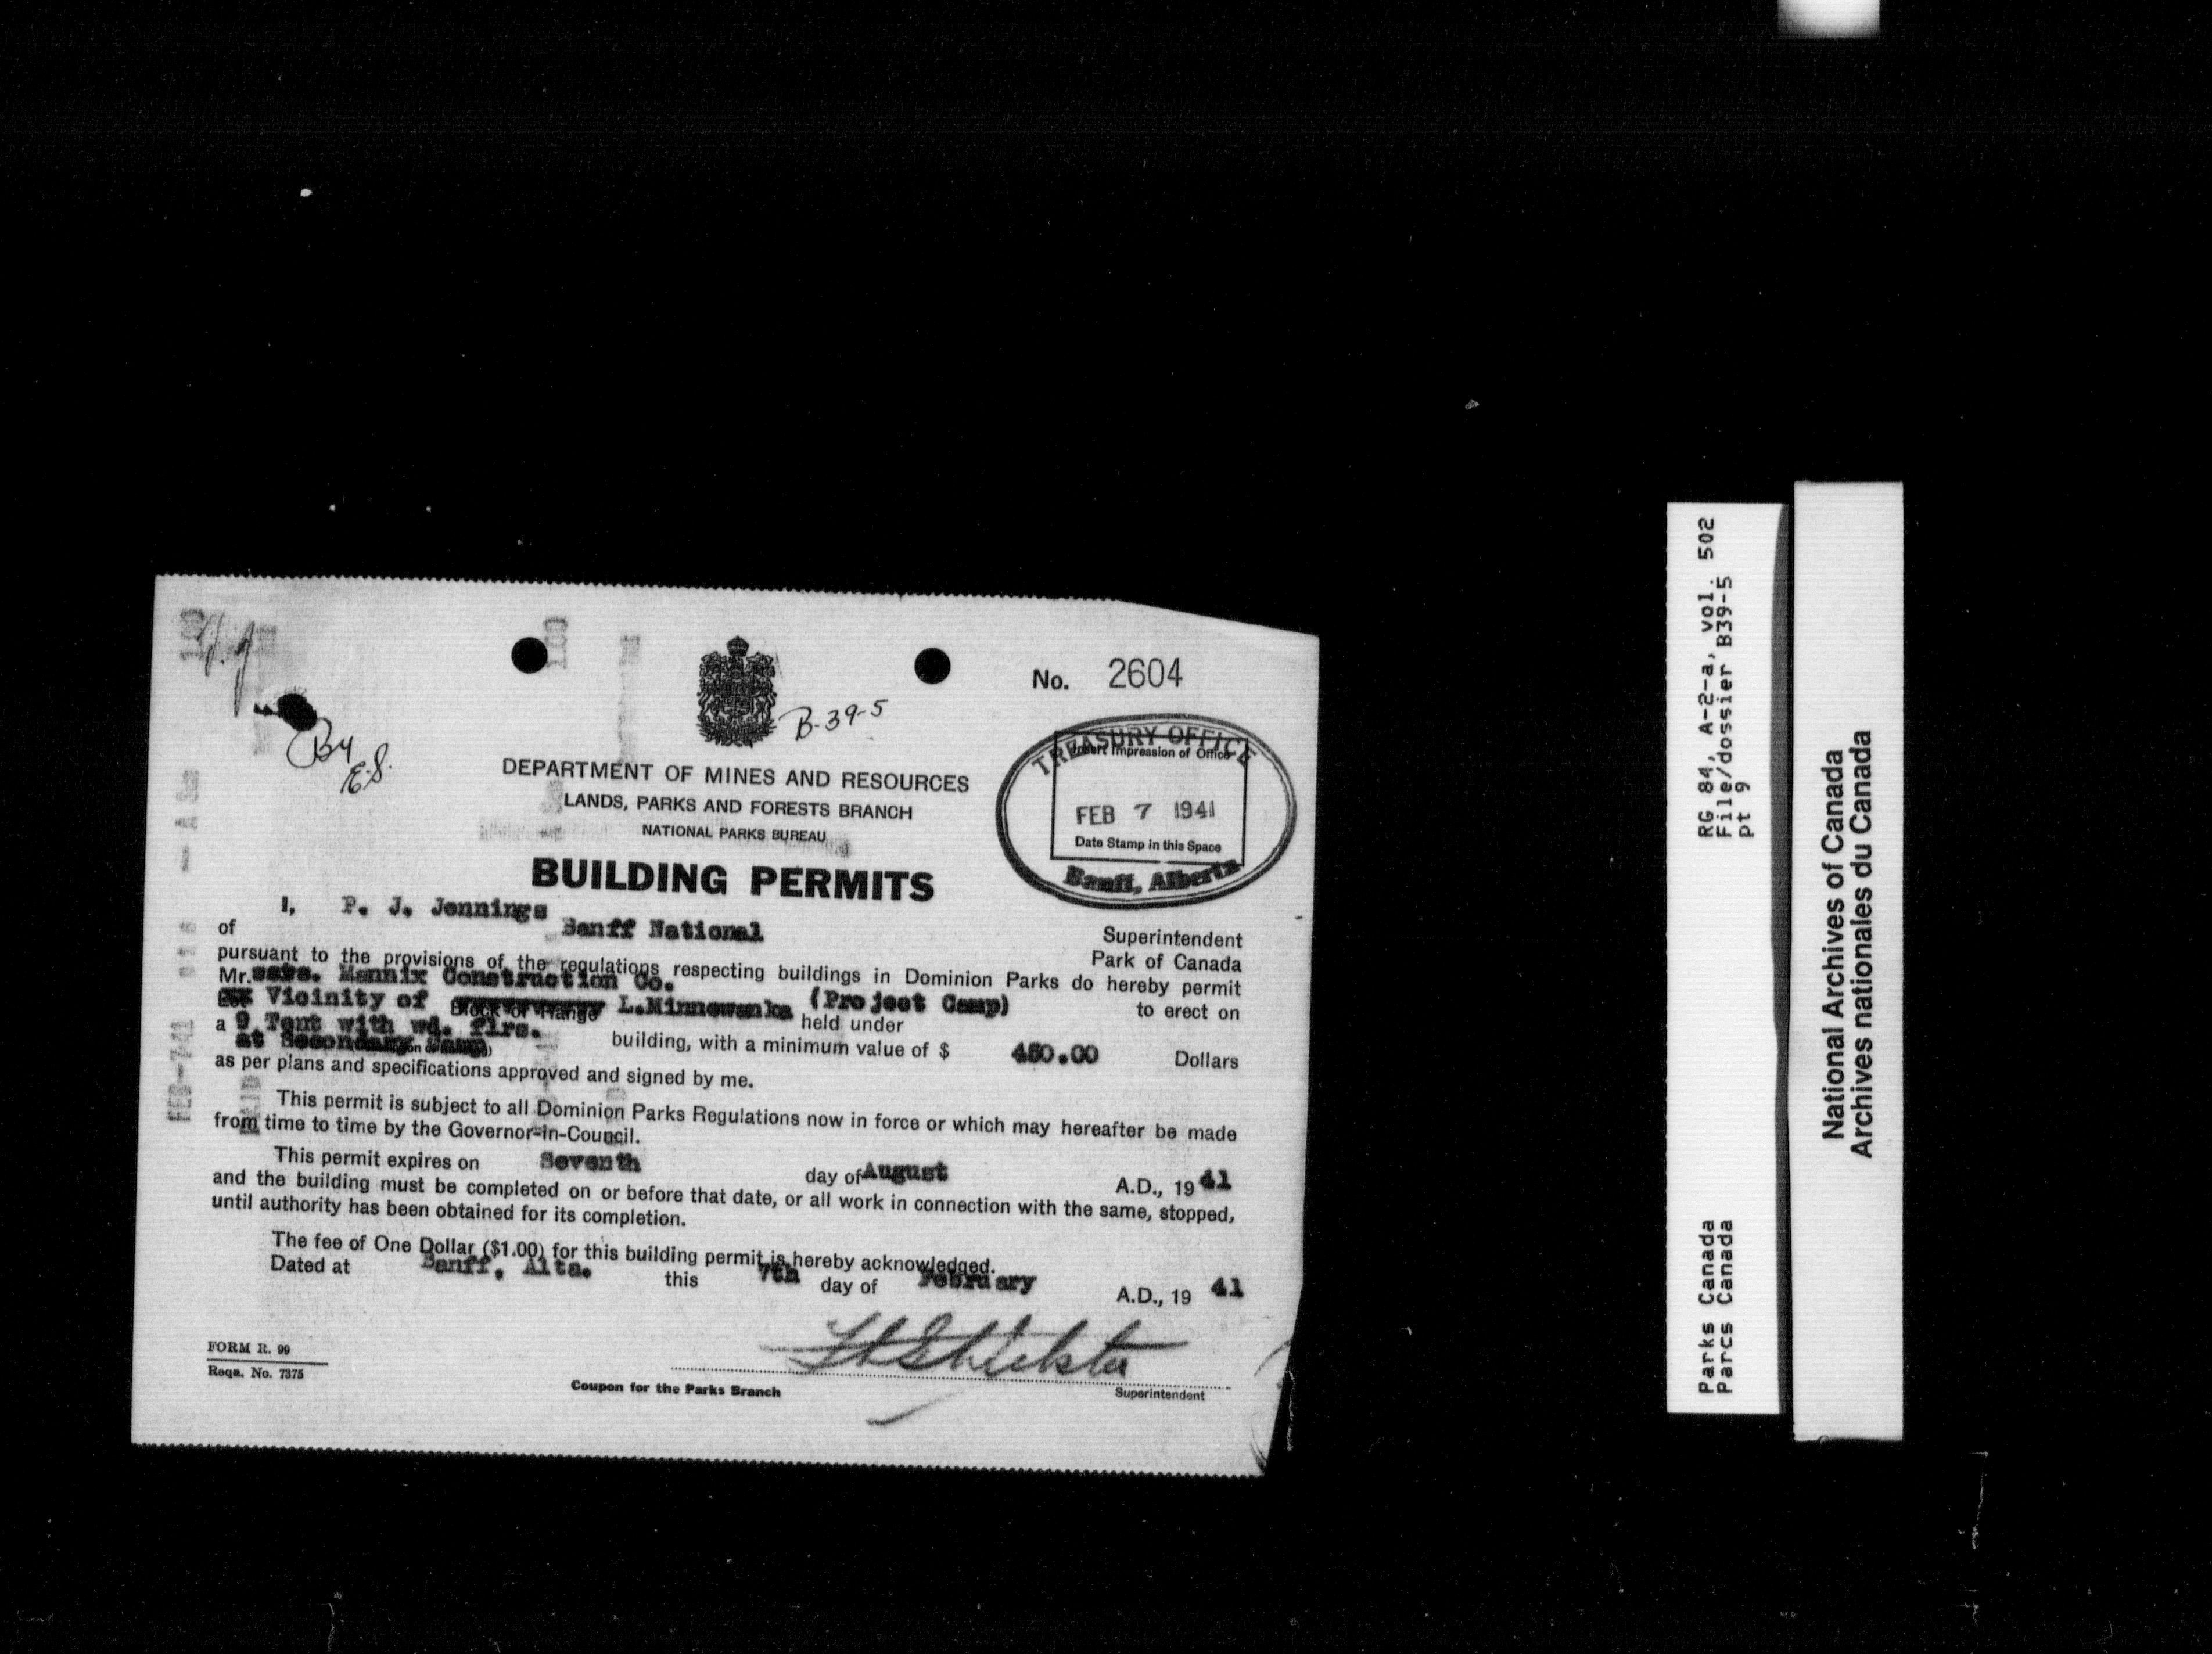 No. 2604
B-39-5
By
E.S.
TREASURY OFFICE
Insert Impression of Office
FEB 7 1941
Date Stamp in this Space
Banff, Alberta
DEPARTMENT OF MINES AND RESOURCES
LANDS, PARKS AND FORESTS BRANCH
NATIONAL PARKS BUREAU
BUILDING PERMITS
I, P. J. Jennings Superintendent
of Banff National Park of Canada
pursuant to the provisions of the regulations respecting buildings in Dominion Parks do hereby permit
Mr.ssrs. Mannix Construction Co. to erect on
Vicinity of Block or Range L.Minnewanka (Project Camp) held under
a 9 Tent with wd. flrs. building, with a minimum value of $ 450.00 Dollars
at Secondary Camp
as per plans and specifications approved and signed by me.
This permit is subject to all Dominion Parks Regulations now in force or which may hereafter be made
from time to time by the Governor-in-Council.
This permit expires on Seventh day of August A.D., 19 41
and the building must be completed on or before that date, or all work in connection with the same, stopped,
until authority has been obtained for its completion.
The fee of One Dollar ($1.00) for this building permit is hereby acknowledged.
Dated at Banff, Alta. this 7th day of February A.D., 19 41
FORM R. 99
Reqn. No. 7375
Coupon for the Parks Branch
Superintendent
RG 84, A-2-a, vol. 502
File/dossier B39-5
pt 9
Parks Canada
Parcs Canada
National Archives of Canada
Archives nationales du Canada